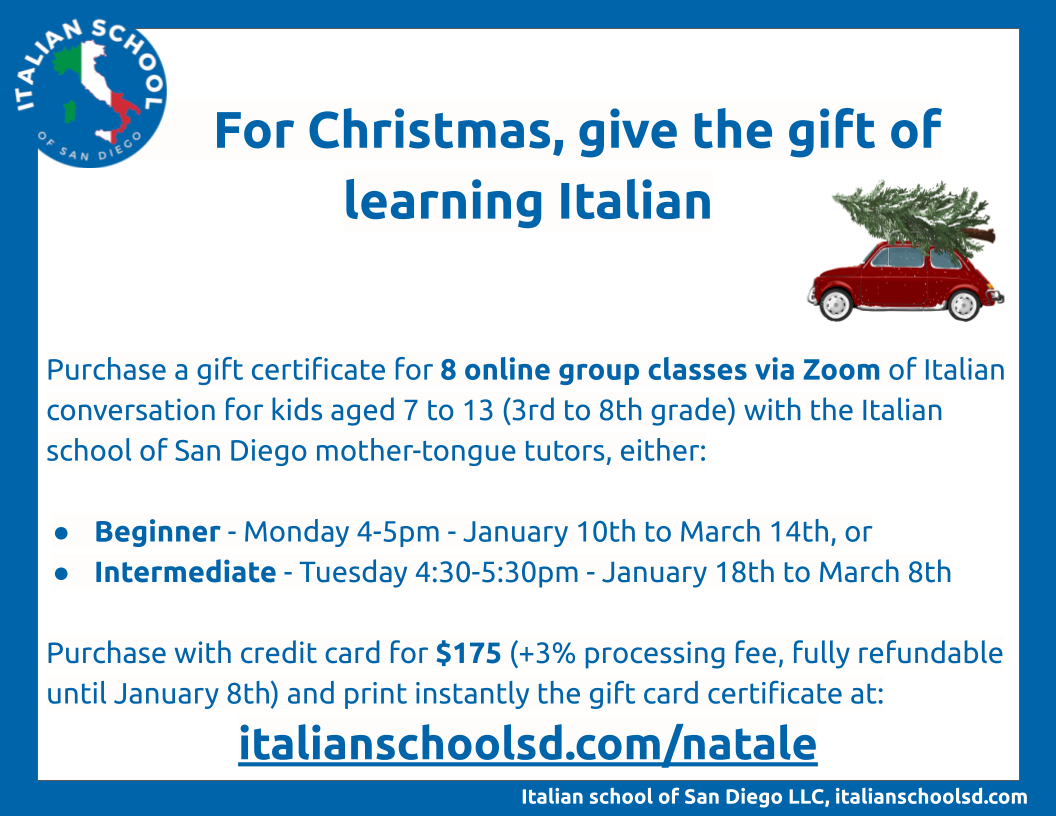 ITALIAN SCHOOL
OF SAN DIEGO
For Christmas, give the gift of
learning Italian
Purchase a gift certificate for 8 online group classes via Zoom of Italian
conversation for kids aged 7 to 13 (3rd to 8th grade) with the Italian
school of San Diego mother-tongue tutors, either:
● Beginner - Monday 4-5pm - January 10th to March 14th, or
● Intermediate - Tuesday 4:30-5:30pm - January 18th to March 8th
Purchase with credit card for $175 (+3% processing fee, fully refundable
until January 8th) and print instantly the gift card certificate at:
italianschoolsd.com/natale
Italian school of San Diego LLC, italianschoolsd.com